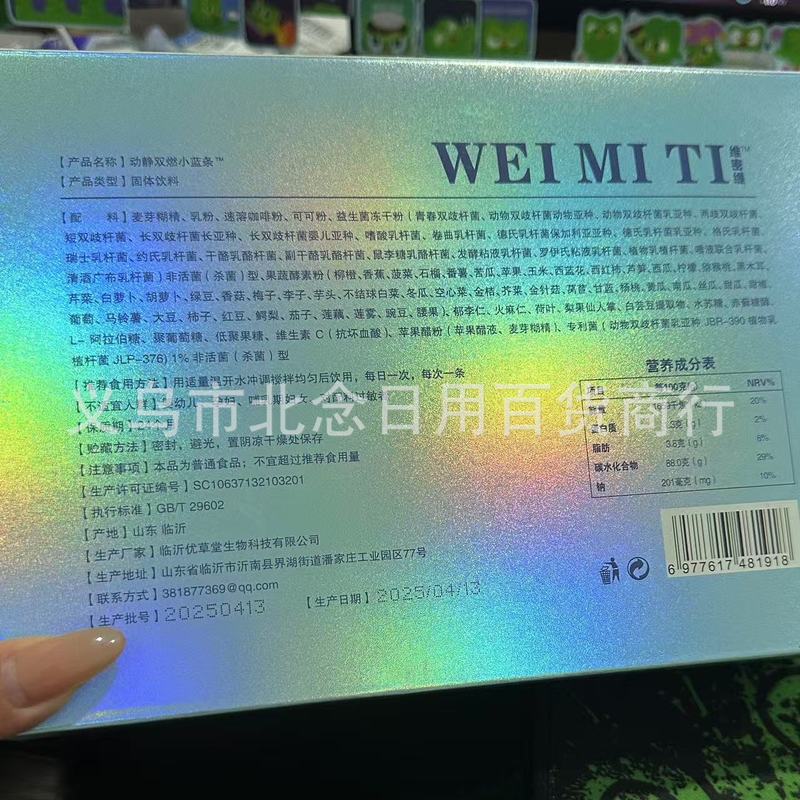 WEI MI TI 维密缇™
【产品名称】动静双燃小蓝条™
【产品类型】固体饮料
【配 料】麦芽糊精、乳粉、速溶咖啡粉、可可粉、益生菌冻干粉（青春双歧杆菌、动物双歧杆菌动物亚种、动物双歧杆菌乳亚种、两歧双歧杆菌、
短双歧杆菌、长双歧杆菌长亚种、长双歧杆菌婴儿亚种、嗜酸乳杆菌、卷曲乳杆菌、德氏乳杆菌保加利亚亚种、德氏乳杆菌乳亚种、格氏乳杆菌、
瑞士乳杆菌、约氏乳杆菌、干酪乳酪杆菌、副干酪乳酪杆菌、鼠李糖乳酪杆菌、发酵粘液乳杆菌、罗伊氏粘液乳杆菌、植物乳植杆菌、唾液联合乳杆菌、
清酒广布乳杆菌）非活菌（杀菌）型、果蔬酵素粉（柳橙、香蕉、菠菜、石榴、番薯、苦瓜、苹果、玉米、西蓝花、西红柿、芦笋、西瓜、柠檬、猕猴桃、黑木耳、
芹菜、白萝卜、胡萝卜、绿豆、香菇、梅子、李子、芋头、不结球白菜、冬瓜、空心菜、金桔、芥菜、金针菇、莴苣、甘蓝、杨桃、黄瓜、南瓜、丝瓜、甜瓜、甜椒、
葡萄、马铃薯、大豆、柿子、红豆、鳄梨、茄子、莲藕、莲雾、豌豆、腰果）、郁李仁、火麻仁、荷叶、梨果仙人掌、白芸豆提取物、水苏糖、赤藓糖醇、
L- 阿拉伯糖、聚葡萄糖、低聚果糖、维生素 C（抗坏血酸）、苹果醋粉（苹果醋液、麦芽糊精）、专利菌（动物双歧杆菌乳亚种 JBR-390 植物乳
植杆菌 JLP-376) 1% 非活菌（杀菌）型
【推荐食用方法】用适量温开水冲调搅拌均匀后饮用，每日一次，每次一条
【贮藏方法】密封，避光，置阴凉干燥处保存
【注意事项】本品为普通食品；不宜超过推荐食用量
【生产许可证编号】SC10637132103201
【执行标准】GB/T 29602
【产地】山东 临沂
【生产厂家】临沂优草堂生物科技有限公司
【生产地址】山东省临沂市沂南县界湖街道潘家庄工业园区77号
【联系方式】381877369@qq.com
【生产批号】20250413 【生产日期】2025/04/13
营养成分表
项目 每100克 NRV%
20%
蛋白质 2%
脂肪 3.6克（g） 6%
碳水化合物 88.0克（g） 29%
钠 201毫克（mg） 10%
6 977617 481918
义乌市北念日用百货商行